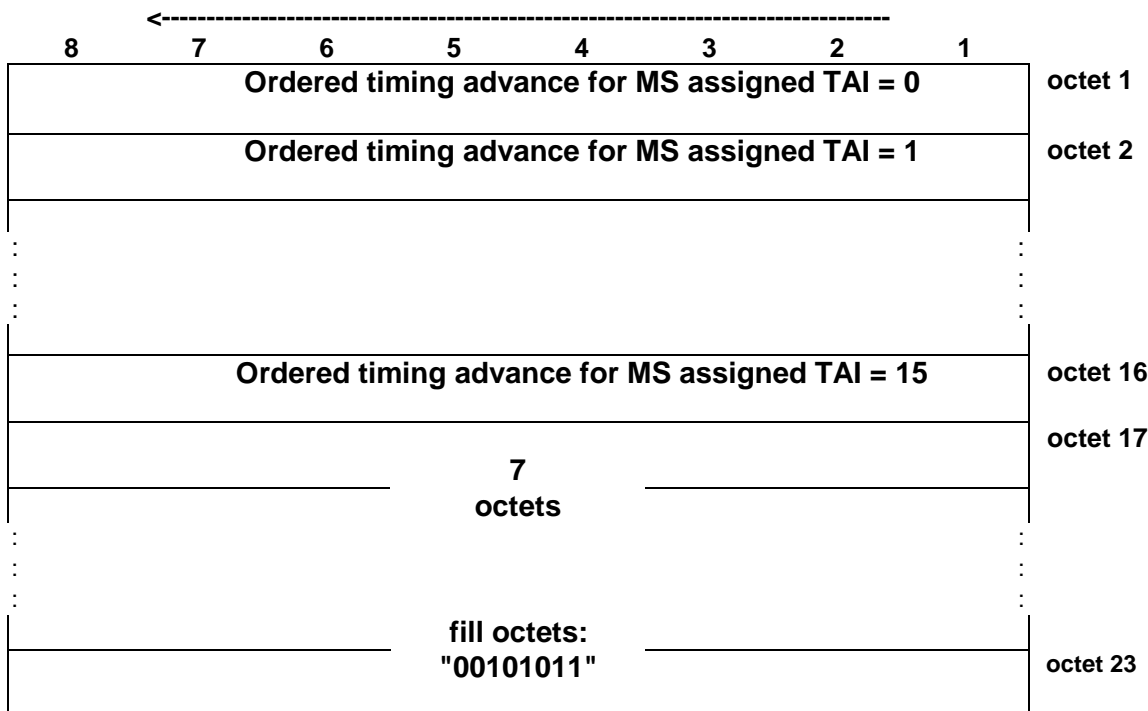 <---------------------------------------------------------------------------------
8 7 6 5 4 3 2 1
Ordered timing advance for MS assigned TAI = 0 octet 1
Ordered timing advance for MS assigned TAI = 1 octet 2
: :
: :
: :
Ordered timing advance for MS assigned TAI = 15 octet 16
octet 17
7
octets
: :
: :
: :
fill octets:
"00101011" octet 23